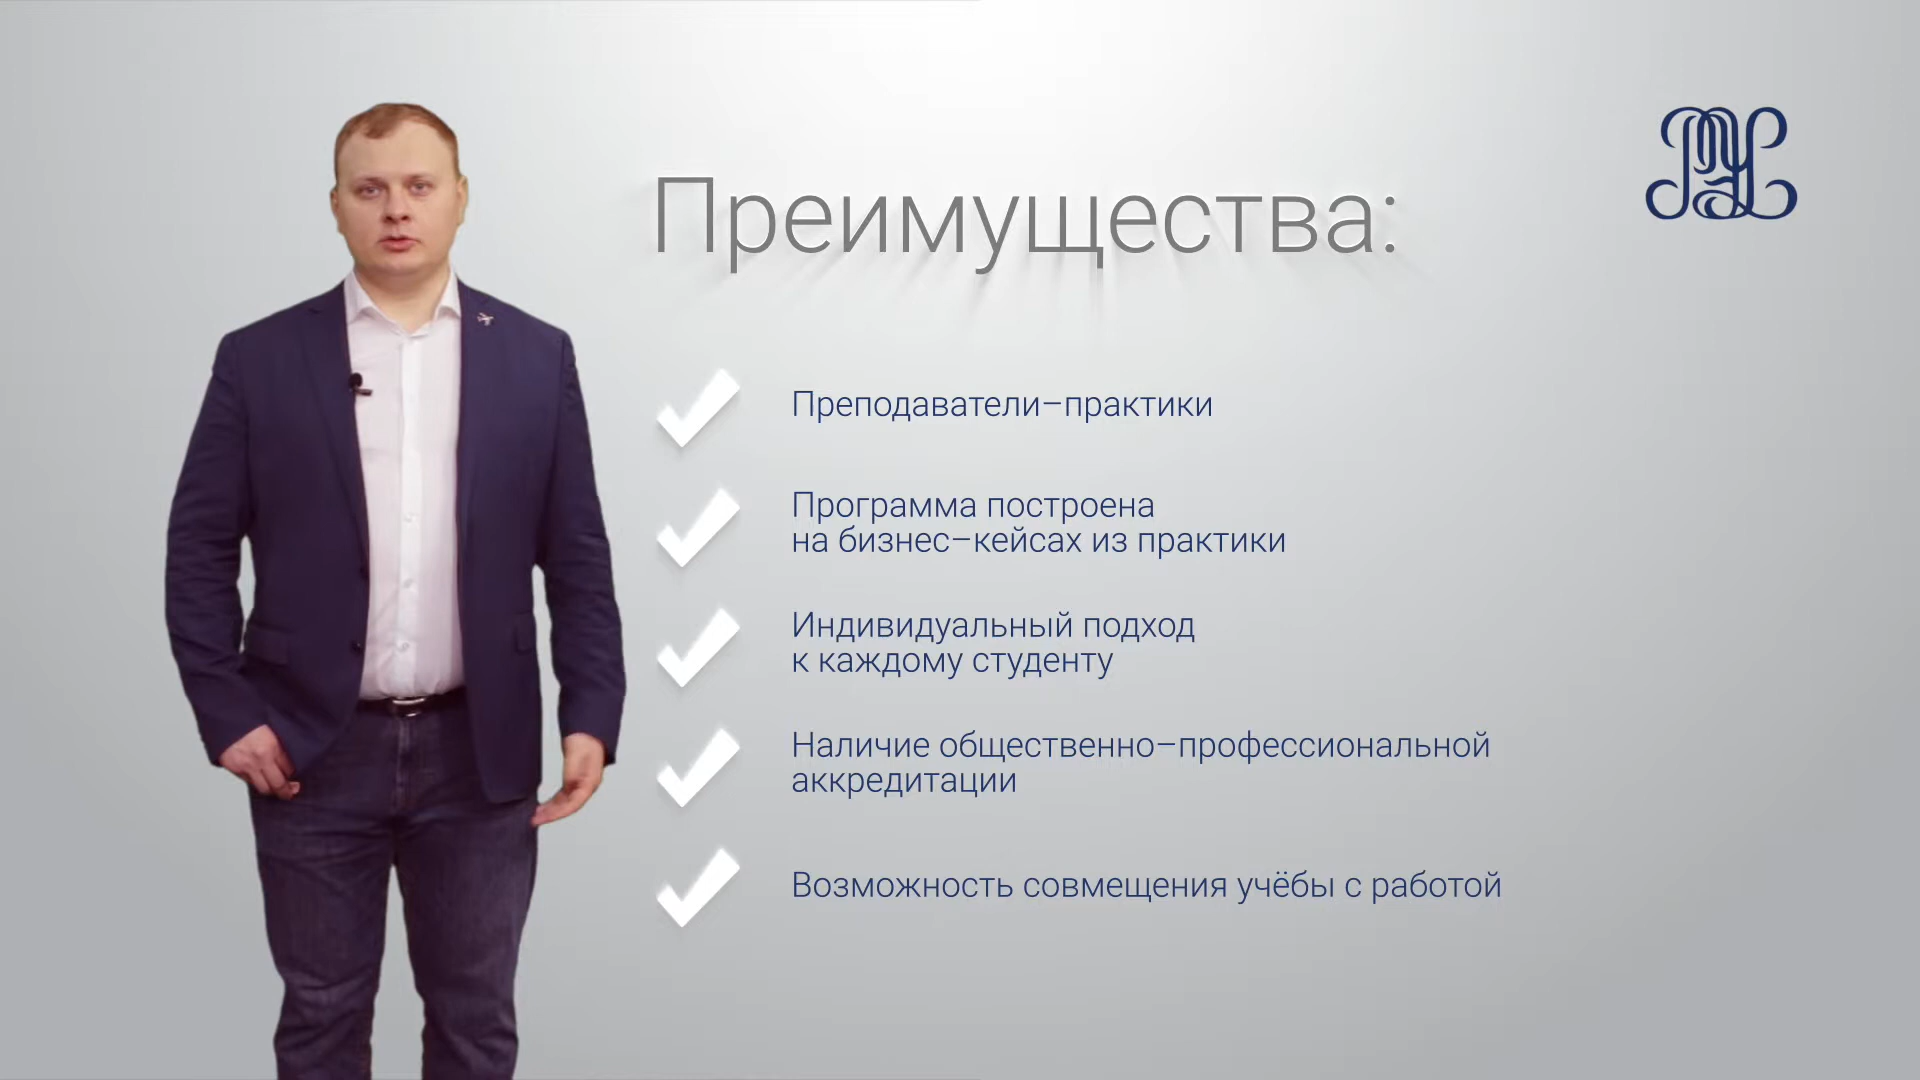 Преимущества:
Преподаватели–практики
Программа построена
на бизнес–кейсах из практики
Индивидуальный подход
к каждому студенту
Наличие общественно–профессиональной
аккредитации
Возможность совмещения учёбы с работой